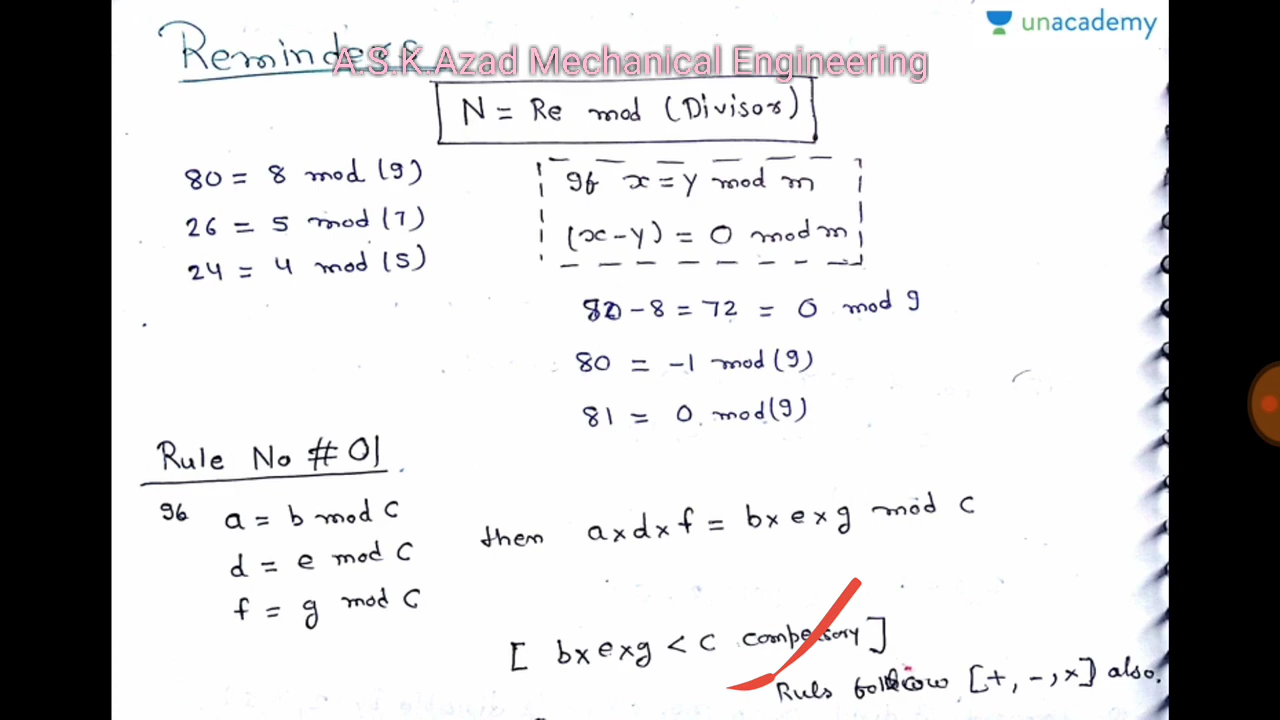 unacademy
Reminders
A.S.K.Azad Mechanical Engineering
N = Re mod (Divisor)
80 = 8 mod (9)
26 = 5 mod (7)
24 = 4 mod (5)
If x = y mod m
(x-y) = 0 mod m
80 - 8 = 72 = 0 mod 9
80 = -1 mod (9)
81 = 0 mod (9)
Rule No # 01
If a = b mod C
d = e mod C
f = g mod C
then a x d x f = b x e x g mod C
[ b x e x g < C compersory ]
Ruls follow [+, -, x] also.